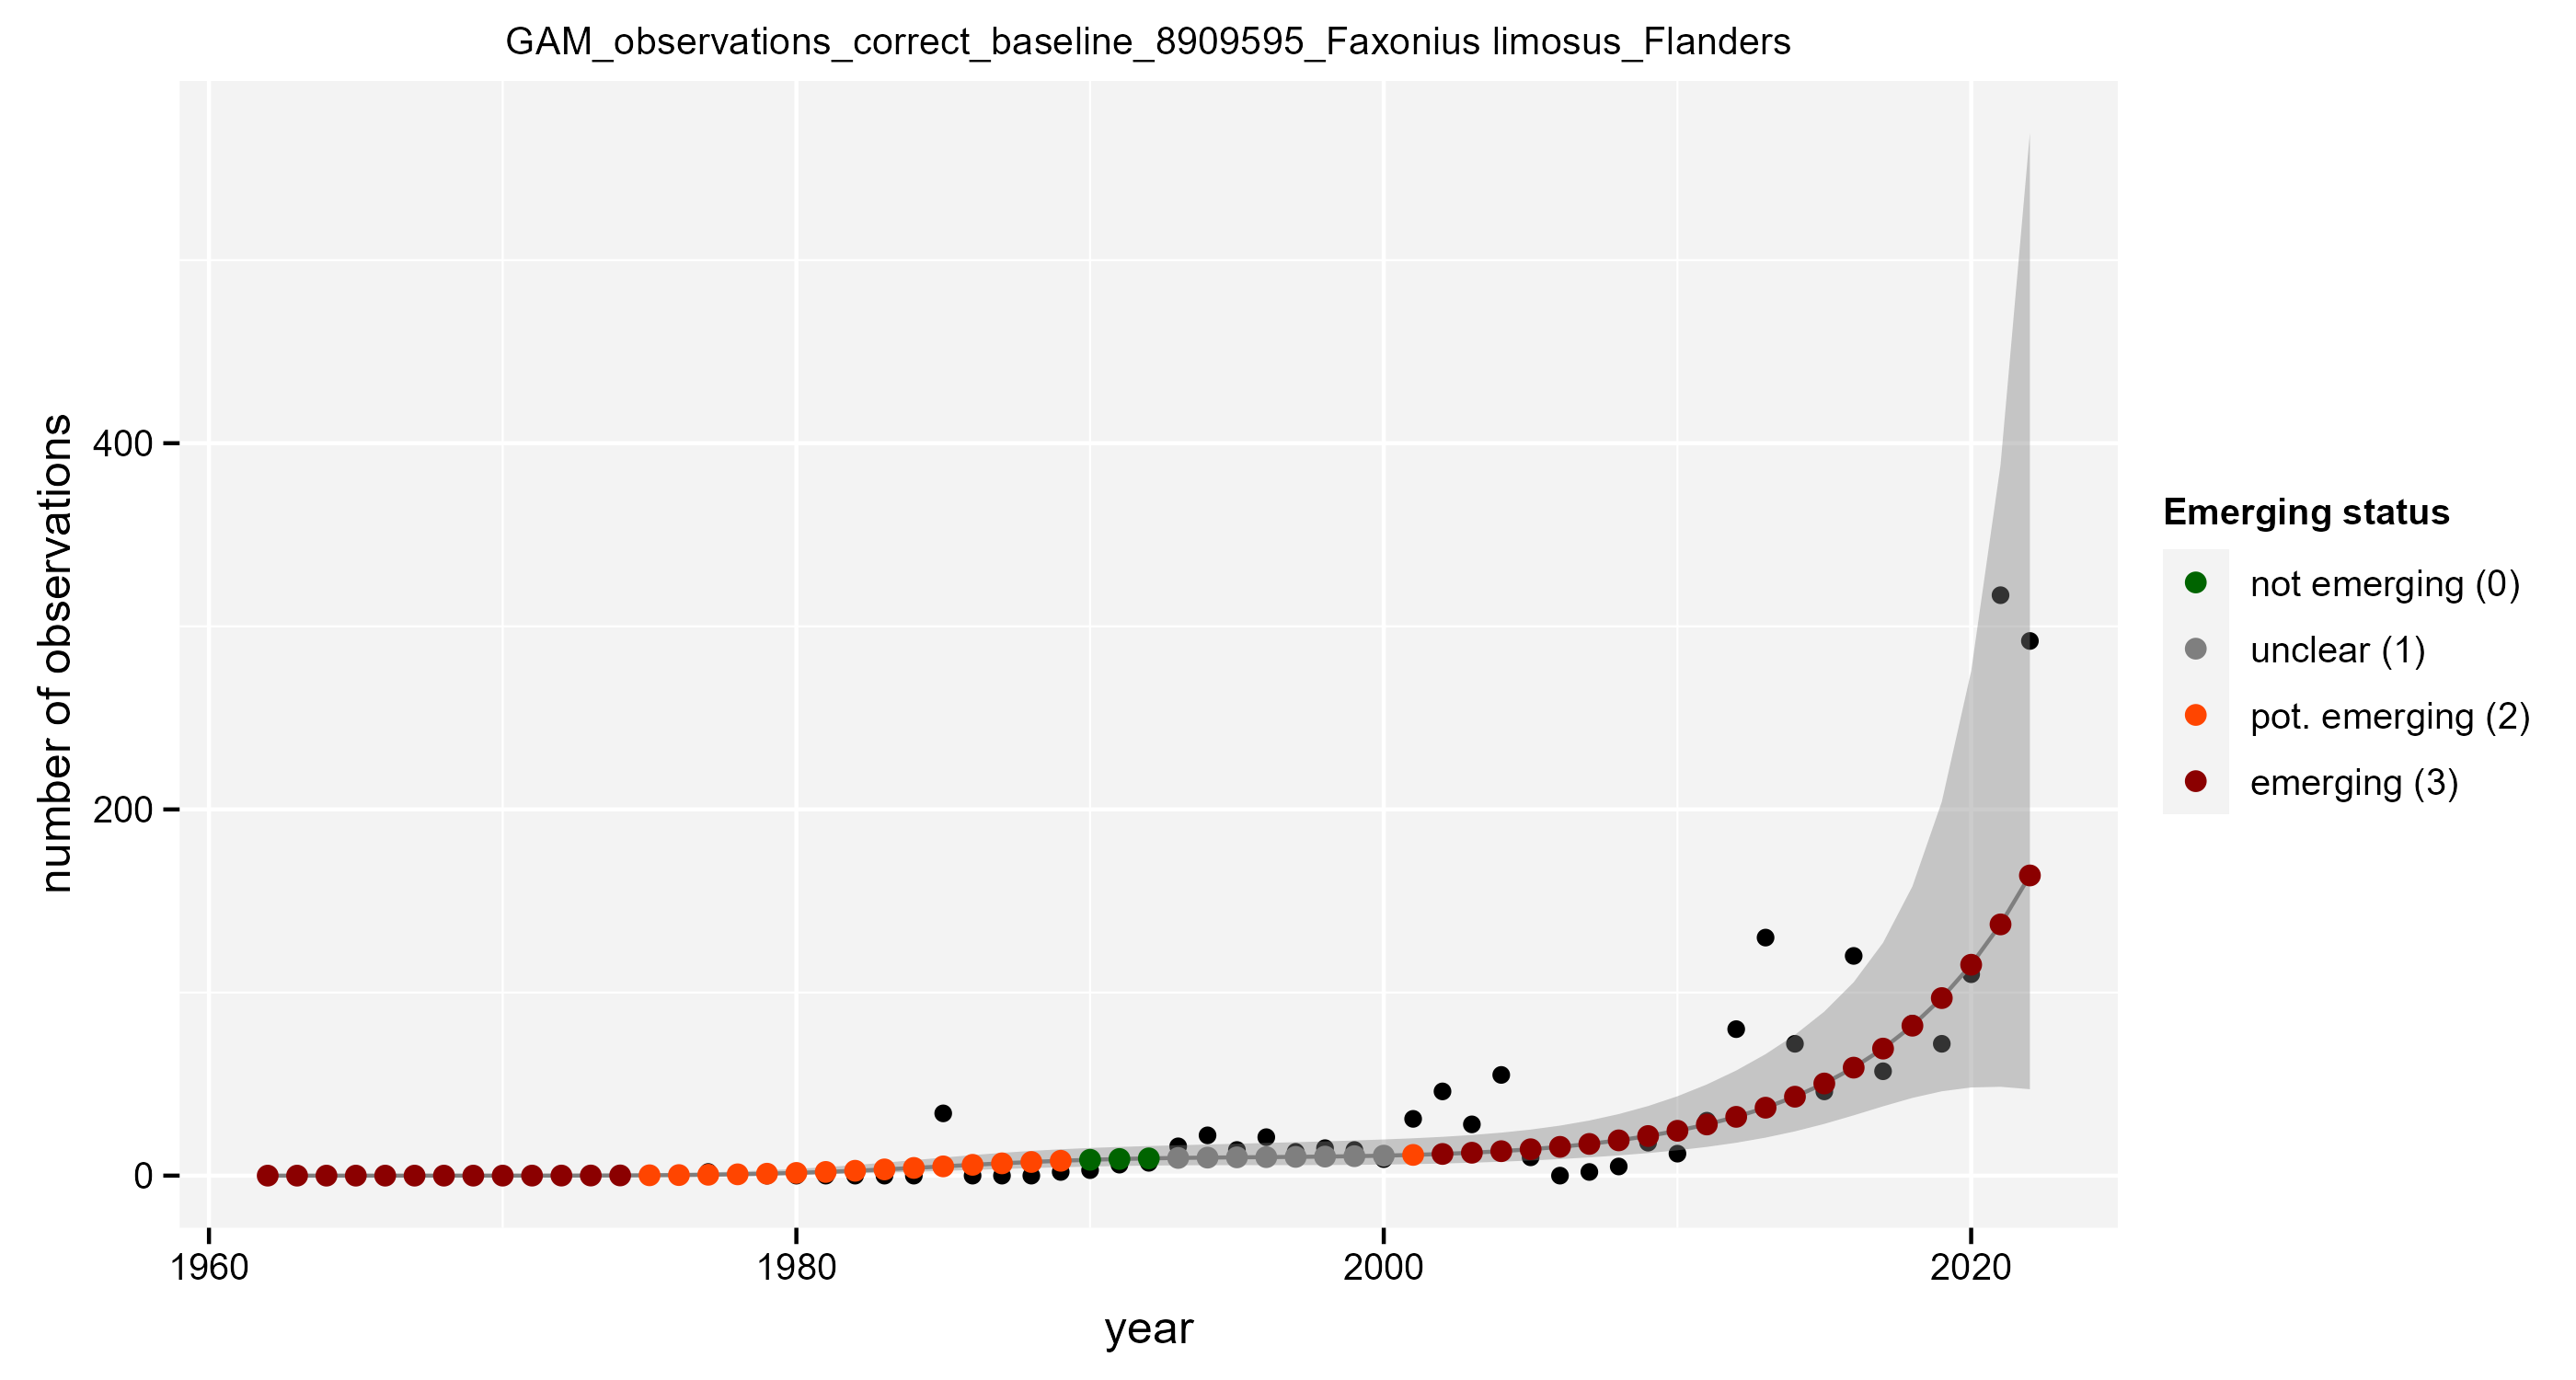 GAM_observations_correct_baseline_8909595_Faxonius limosus_Flanders
number of observations
400
200
0
1960
1980
2000
2020
year
Emerging status
not emerging (0)
unclear (1)
pot. emerging (2)
emerging (3)